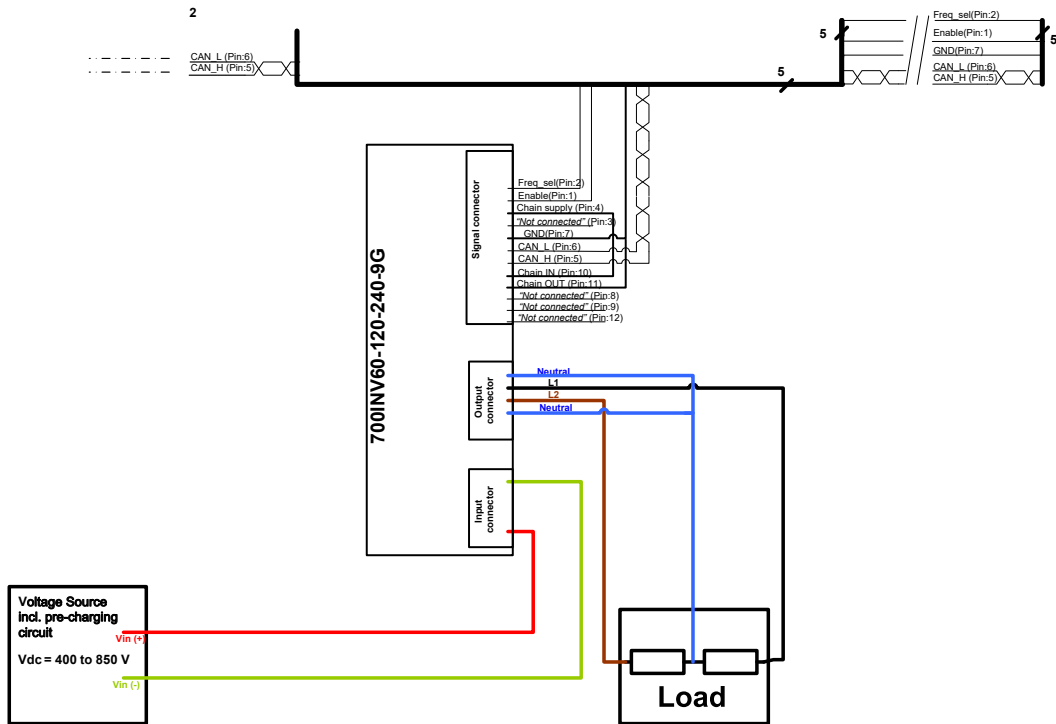 2
CAN_L (Pin:6)
CAN_H (Pin:5)
5
5
Freq_sel(Pin:2)
Enable(Pin:1)
GND(Pin:7)
CAN_L (Pin:6)
CAN_H (Pin:5)
5
700INV60-120-240-9G
Signal connector
Freq_sel(Pin:2)
Enable(Pin:1)
Chain supply (Pin:4)
"Not connected" (Pin:3)
GND(Pin:7)
CAN_L (Pin:6)
CAN_H (Pin:5)
Chain IN (Pin:10)
Chain OUT (Pin:11)
"Not connected" (Pin:8)
"Not connected" (Pin:9)
"Not connected" (Pin:12)
Output
connector
Neutral
L1
L2
Neutral
Input
connector
Voltage Source
incl. pre-charging
circuit
Vin (+)
Vdc = 400 to 850 V
Vin (-)
Load